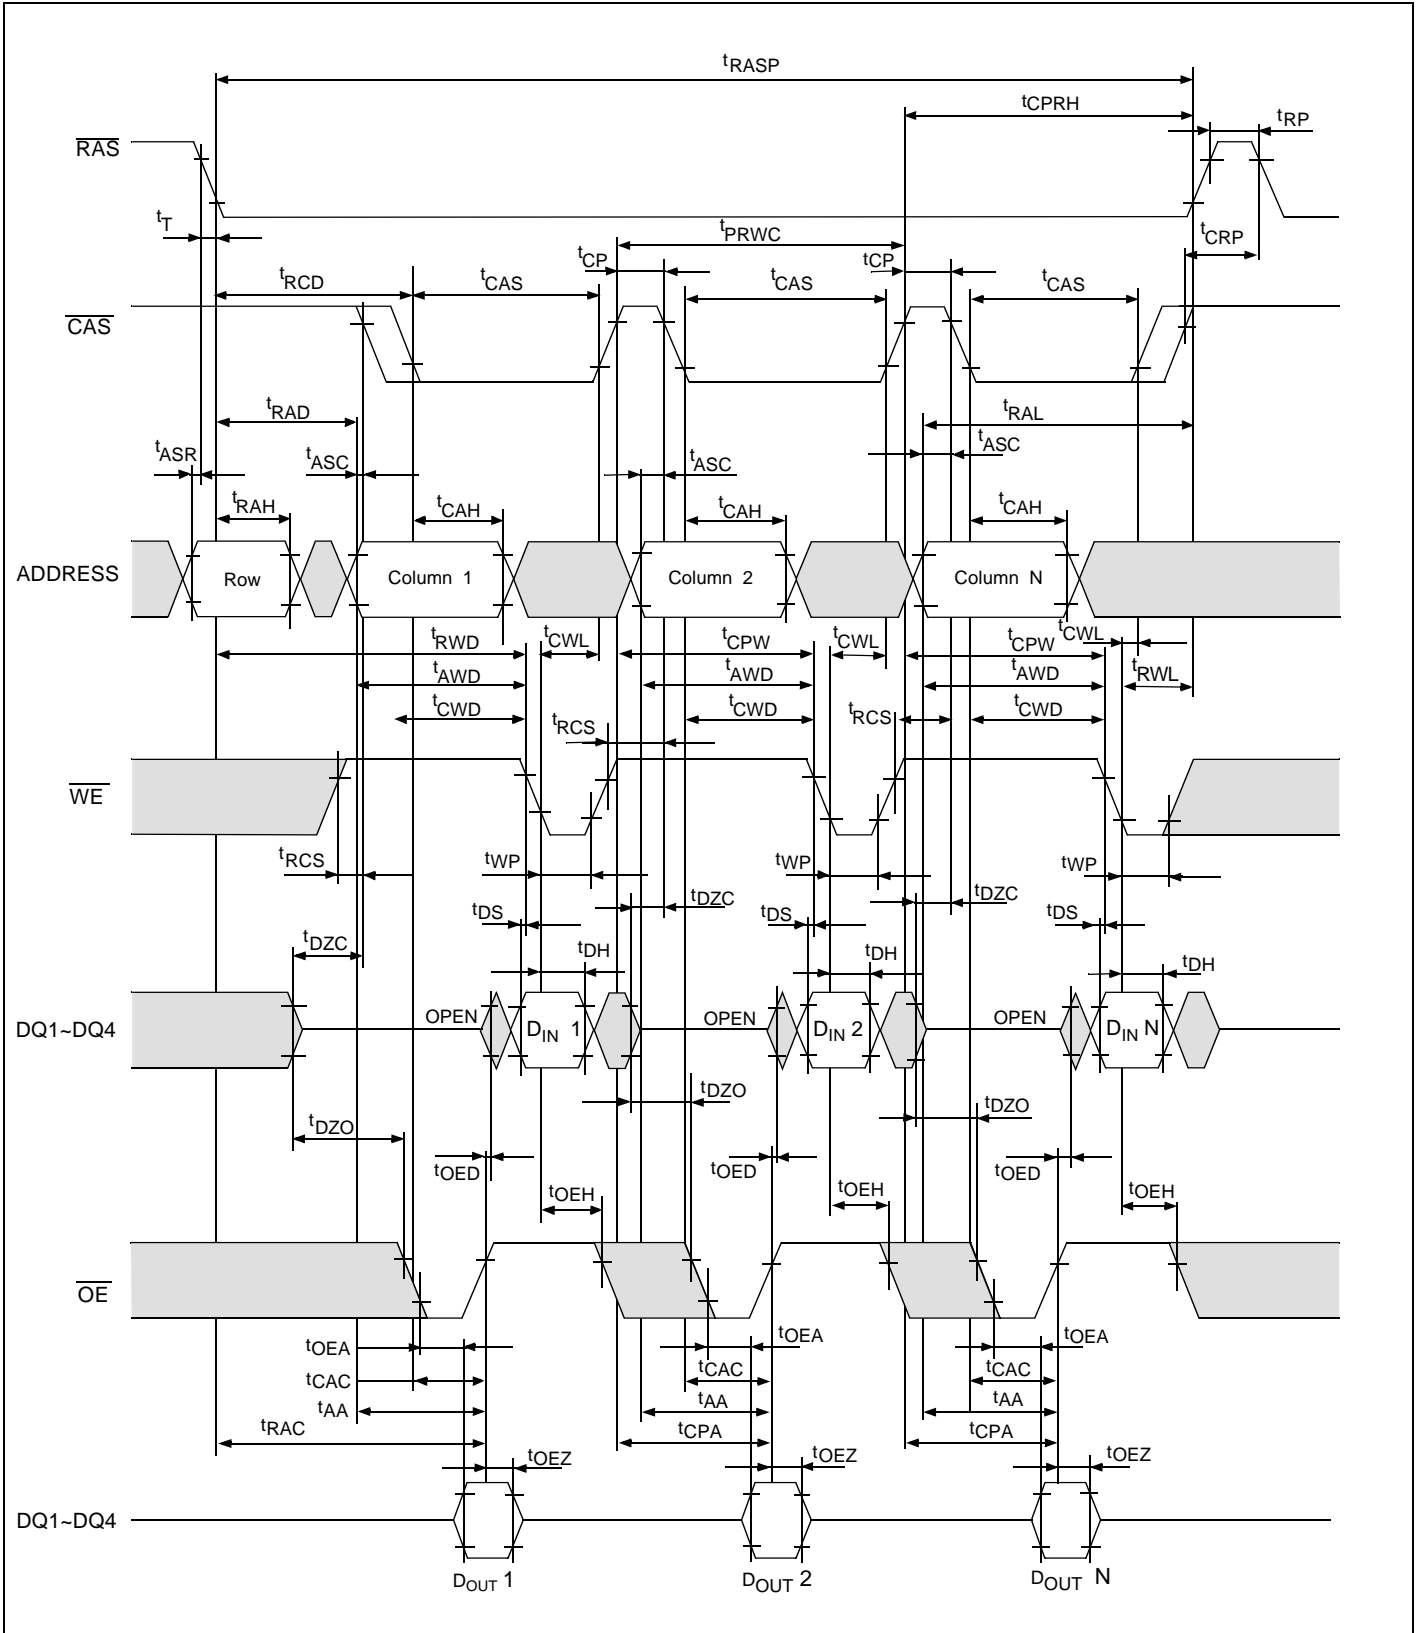 tRASP
tCPRH
tRP
RAS
tT
tPRWC
tCRP
tCP
tCP
tRCD
tCAS
tCAS
tCAS
CAS
tRAD
tRAL
tASR
tASC
tASC
tASC
tRAH
tCAH
tCAH
tCAH
ADDRESS
Row
Column 1
Column 2
Column N
tRWD
tCWL
tCPW
tCWL
tCPW
tCWL
tAWD
tAWD
tAWD
tRWL
tCWD
tCWD
tCWD
tRCS
tRCS
WE
tRCS
tWP
tWP
tWP
tDZC
tDZC
tDS
tDS
tDS
tDZC
tDH
tDH
tDH
DQ1~DQ4
OPEN
DIN 1
OPEN
DIN 2
OPEN
DIN N
tDZO
tDZO
tDZO
tOED
tOED
tOED
tOEH
tOEH
tOEH
OE
tOEA
tOEA
tOEA
tCAC
tCAC
tCAC
tAA
tAA
tAA
tRAC
tCPA
tCPA
tOEZ
tOEZ
tOEZ
DQ1~DQ4
DOUT 1
DOUT 2
DOUT N